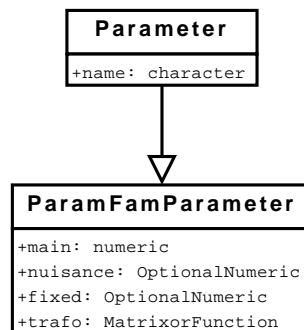 Parameter
+name: character
ParamFamParameter
+main: numeric
+nuisance: OptionalNumeric
+fixed: OptionalNumeric
+trafo: MatrixorFunction